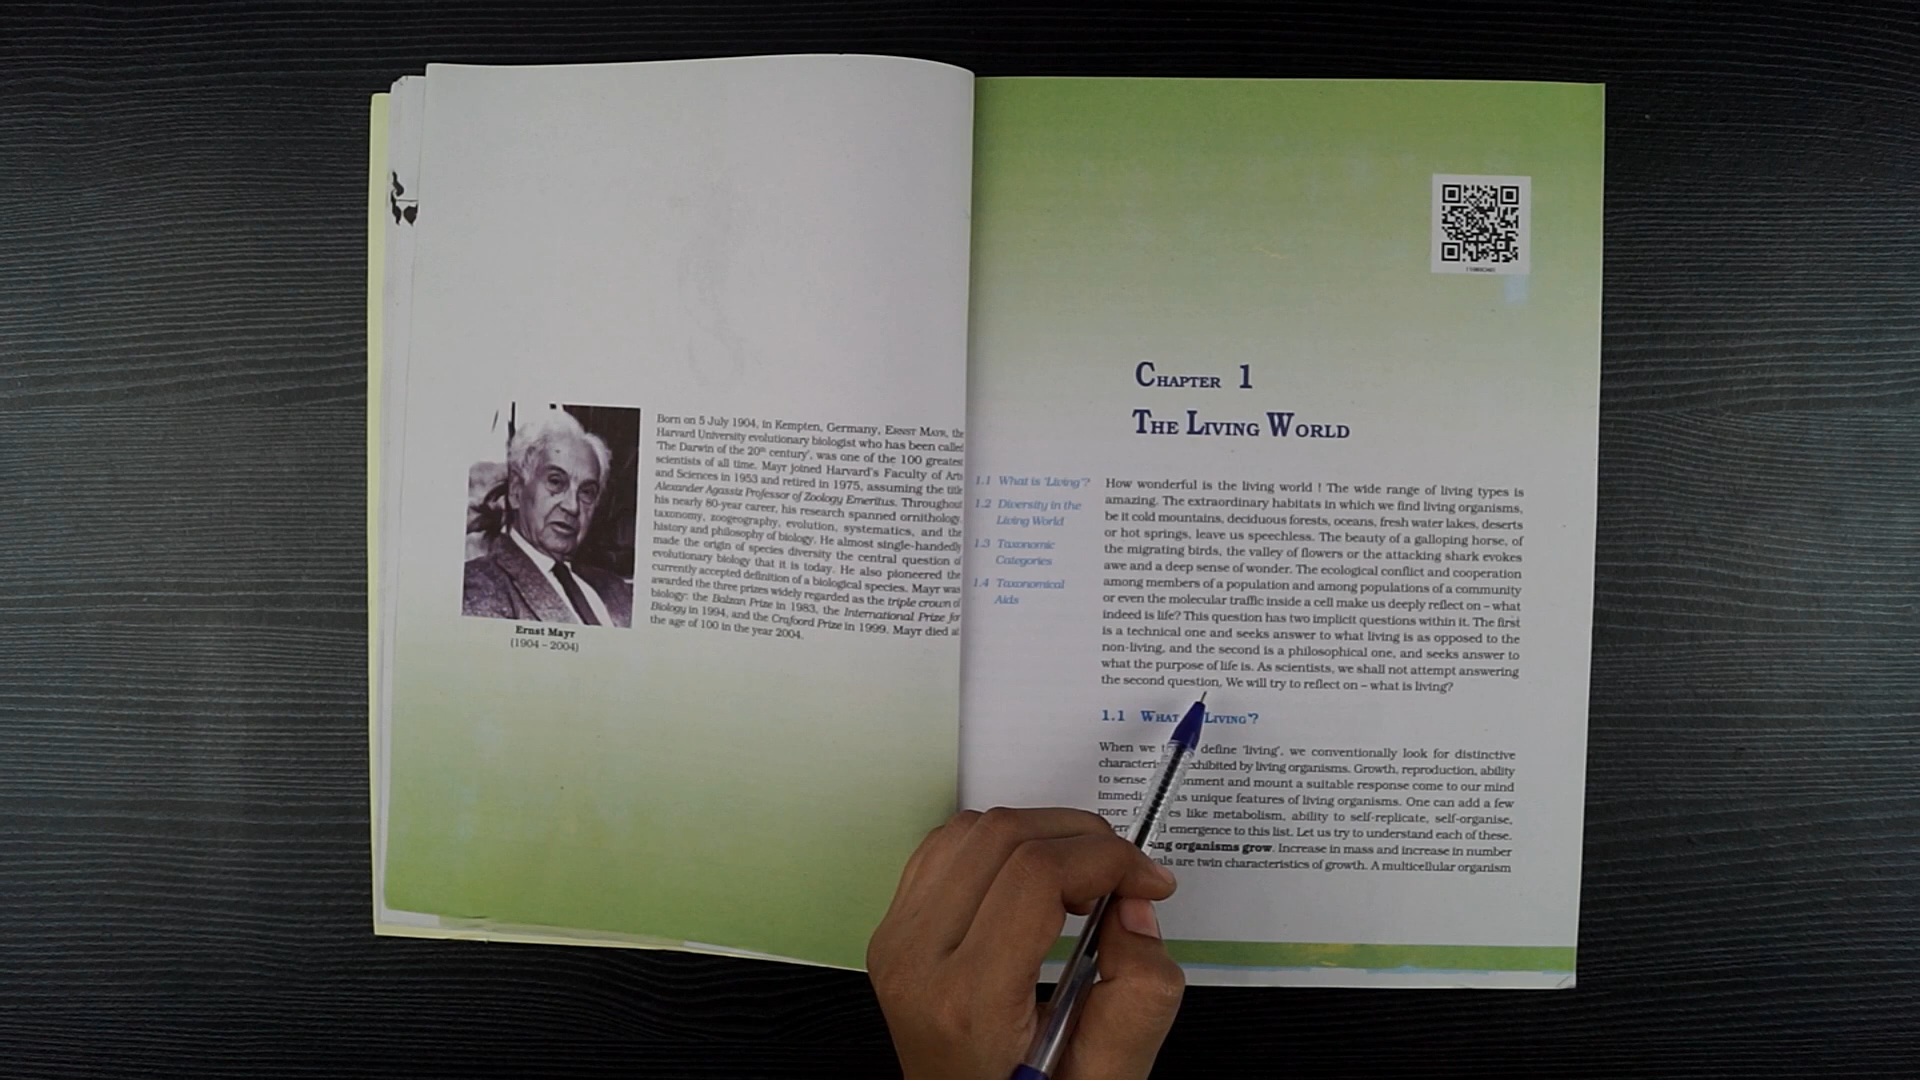 Born on 5 July 1904, in Kempten, Germany, ERNST MAYR, the
Harvard University evolutionary biologist who has been called
'The Darwin of the 20th century', was one of the 100 greatest
scientists of all time. Mayr joined Harvard's Faculty of Arts
and Sciences in 1953 and retired in 1975, assuming the title
Alexander Agassiz Professor of Zoology Emeritus. Throughout
his nearly 80-year career, his research spanned ornithology,
taxonomy, zoogeography, evolution, systematics, and the
history and philosophy of biology. He almost single-handedly
made the origin of species diversity the central question of
evolutionary biology that it is today. He also pioneered the
currently accepted definition of a biological species. Mayr was
awarded the three prizes widely regarded as the triple crown of
biology: the Balzan Prize in 1983, the International Prize for
Biology in 1994, and the Crafoord Prize in 1999. Mayr died at
the age of 100 in the year 2004.
Ernst Mayr
(1904 – 2004)
CHAPTER 1
THE LIVING WORLD
1.1 What is 'Living'?
1.2 Diversity in the
Living World
1.3 Taxonomic
Categories
1.4 Taxonomical
Aids
How wonderful is the living world ! The wide range of living types is
amazing. The extraordinary habitats in which we find living organisms,
be it cold mountains, deciduous forests, oceans, fresh water lakes, deserts
or hot springs, leave us speechless. The beauty of a galloping horse, of
the migrating birds, the valley of flowers or the attacking shark evokes
awe and a deep sense of wonder. The ecological conflict and cooperation
among members of a population and among populations of a community
or even the molecular traffic inside a cell make us deeply reflect on – what
indeed is life? This question has two implicit questions within it. The first
is a technical one and seeks answer to what living is as opposed to the
non-living, and the second is a philosophical one, and seeks answer to
what the purpose of life is. As scientists, we shall not attempt answering
the second question. We will try to reflect on – what is living?
1.1 WHAT LIVING'?
When we define 'living', we conventionally look for distinctive
exhibited by living organisms. Growth, reproduction, ability
to sense and mount a suitable response come to our mind
as unique features of living organisms. One can add a few
more like metabolism, ability to self-replicate, self-organise,
emergence to this list. Let us try to understand each of these.
organisms grow. Increase in mass and increase in number
are twin characteristics of growth. A multicellular organism